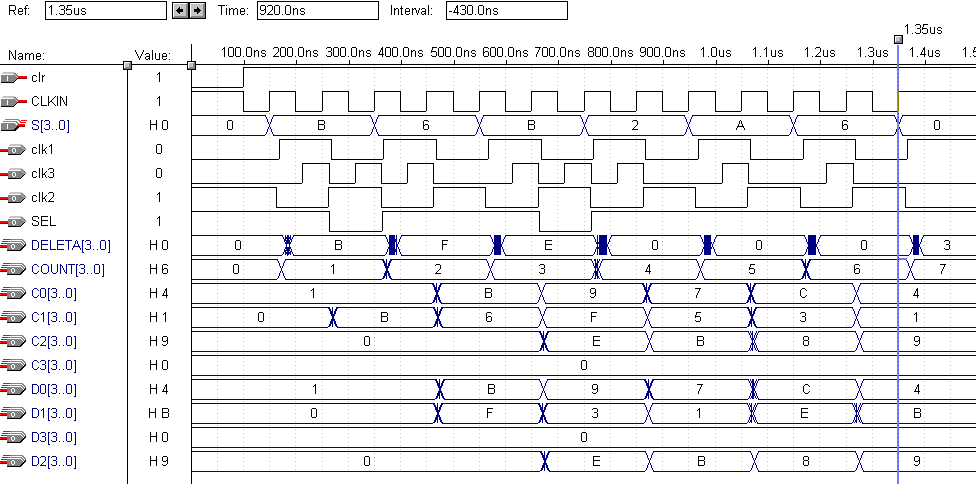 Ref: 1.35us Time: 920.0ns Interval: -430.0ns
1.35us
Name: Value: 100.0ns 200.0ns 300.0ns 400.0ns 500.0ns 600.0ns 700.0ns 800.0ns 900.0ns 1.0us 1.1us 1.2us 1.3us 1.4us 1.5
clr 1
CLKIN 1
S[3..0] H 0 0 B 6 B 2 A 6 0
clk1 0
clk3 0
clk2 1
SEL 1
DELETA[3..0] H 0 0 B F E 0 0 0 3
COUNT[3..0] H 6 0 1 2 3 4 5 6 7
C0[3..0] H 4 1 B 9 7 C 4
C1[3..0] H 1 0 B 6 F 5 3 1
C2[3..0] H 9 0 E B 8 9
C3[3..0] H 0 0
D0[3..0] H 4 1 B 9 7 C 4
D1[3..0] H B 0 F 3 1 E B
D3[3..0] H 0 0
D2[3..0] H 9 0 E B 8 9